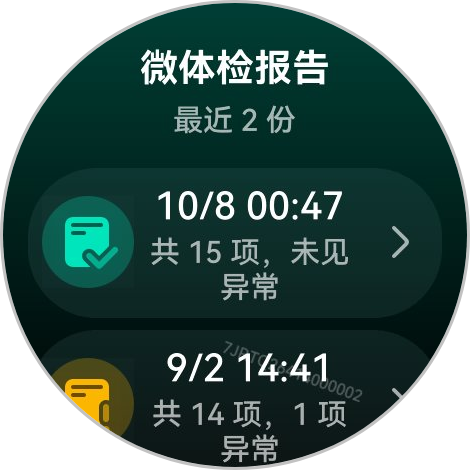 微体检报告
最近 2 份
10/8 00:47
共 15 项，未见
异常
9/2 14:41
共 14 项，1 项
异常